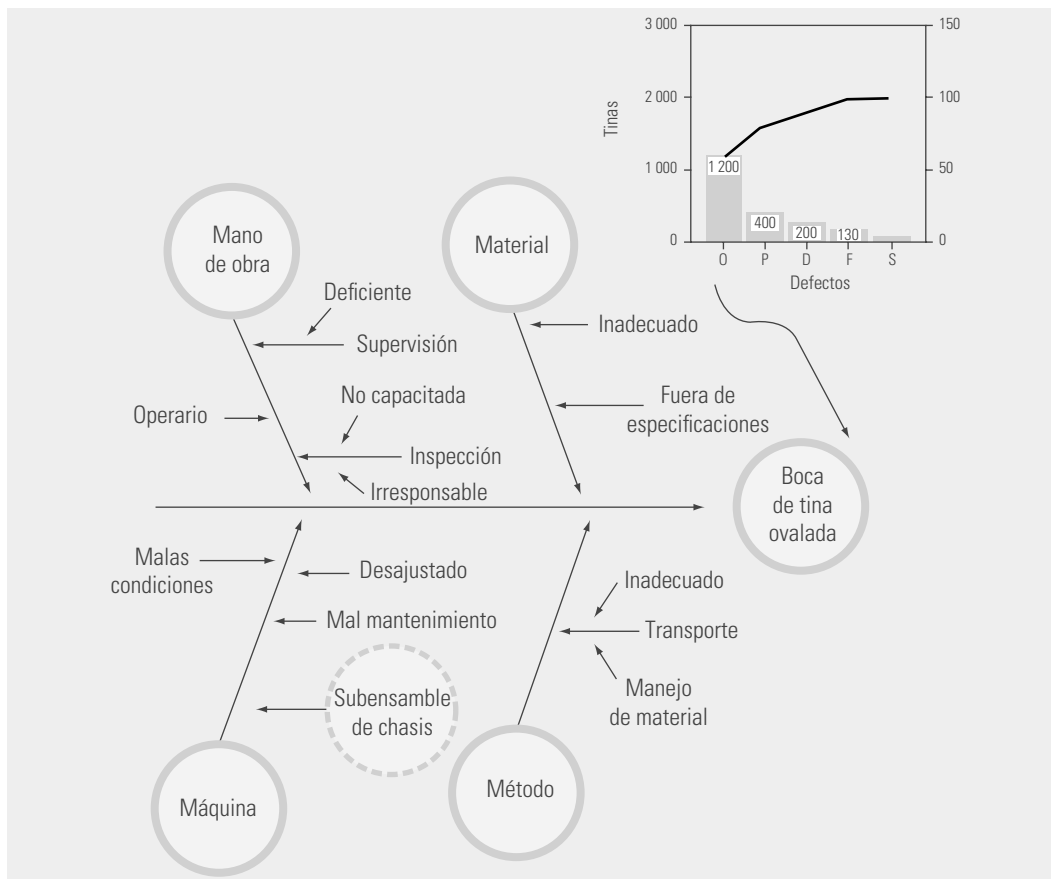 3 000
2 000
1 000
0
Tinas
150
100
50
0
1 200
400
200
130
O P D F S
Defectos
Mano
de obra
Material
Deficiente
Supervisión
Operario
No capacitada
Inspección
Irresponsable
Inadecuado
Fuera de
especificaciones
Boca
de tina
ovalada
Malas
condiciones
Desajustado
Mal mantenimiento
Subensamble
de chasis
Máquina
Inadecuado
Transporte
Manejo
de material
Método